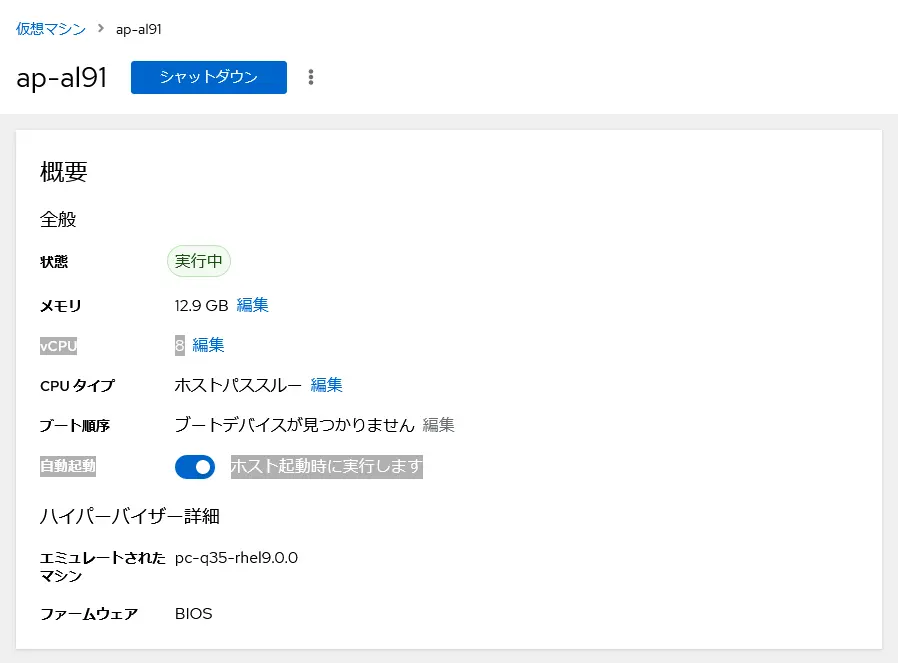 仮想マシン > ap-al91
ap-al91 シャットダウン
概要
全般
状態 実行中
メモリ 12.9 GB 編集
vCPU 8 編集
CPU タイプ ホストパススルー 編集
ブート順序 ブートデバイスが見つかりません 編集
自動起動 ホスト起動時に実行します
ハイパーバイザー詳細
エミュレートされた pc-q35-rhel9.0.0
マシン
ファームウェア BIOS